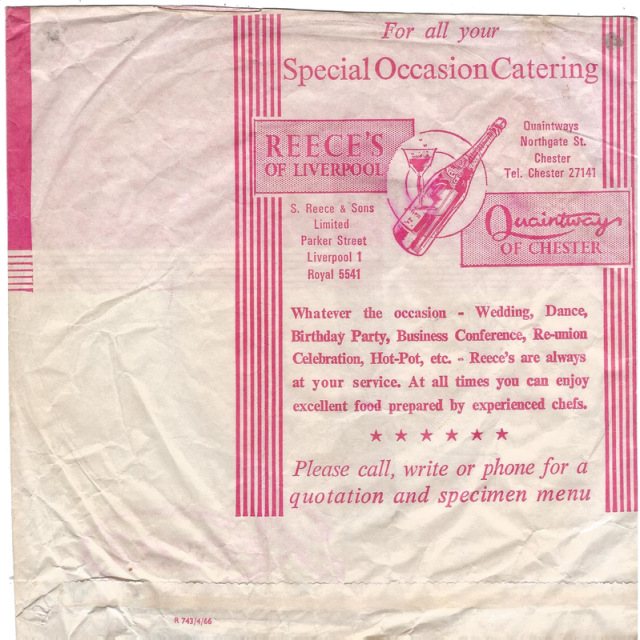 For all your
Special Occasion Catering
REECE'S
OF LIVERPOOL
Quaintways
Northgate St.
Chester
Tel. Chester 27141
S. Reece & Sons
Limited
Parker Street
Liverpool 1
Royal 5541
Quaintways
OF CHESTER
Whatever the occasion - Wedding, Dance,
Birthday Party, Business Conference, Re-union
Celebration, Hot-Pot, etc. - Reece's are always
at your service. At all times you can enjoy
excellent food prepared by experienced chefs.
Please call, write or phone for a
quotation and specimen menu
R 743/4/66